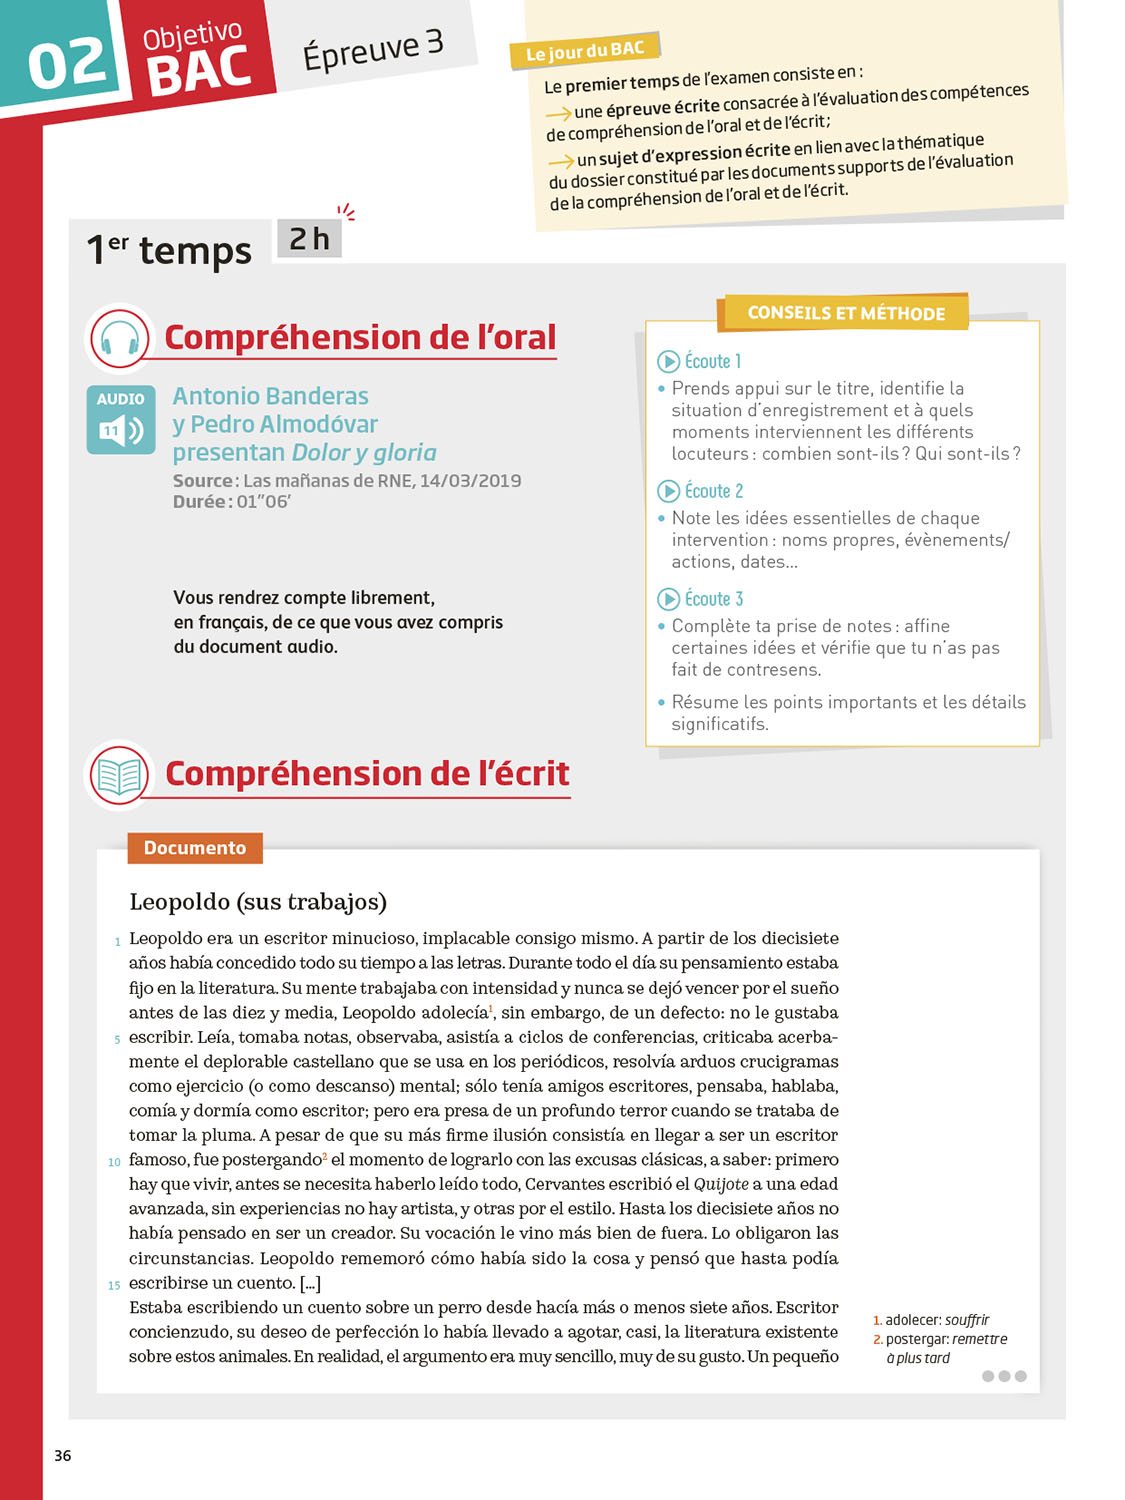 02
Objetivo
BAC
Épreuve 3
Le jour du BAC
Le premier temps de l'examen consiste en :
→ une épreuve écrite consacrée à l'évaluation des compétences
de compréhension de l'oral et de l'écrit ;
→ un sujet d'expression écrite en lien avec la thématique
du dossier constitué par les documents supports de l'évaluation
de la compréhension de l'oral et de l'écrit.
1er temps
2 h
Compréhension de l'oral
AUDIO
11
Antonio Banderas
y Pedro Almodóvar
presentan Dolor y gloria
Source : Las mañanas de RNE, 14/03/2019
Durée : 01’’06’
Vous rendrez compte librement,
en français, de ce que vous avez compris
du document audio.
CONSEILS ET MÉTHODE
Écoute 1
• Prends appui sur le titre, identifie la
situation d'enregistrement et à quels
moments interviennent les différents
locuteurs : combien sont-ils ? Qui sont-ils ?
Écoute 2
• Note les idées essentielles de chaque
intervention : noms propres, évènements/
actions, dates...
Écoute 3
• Complète ta prise de notes : affine
certaines idées et vérifie que tu n'as pas
fait de contresens.
• Résume les points importants et les détails
significatifs.
Compréhension de l'écrit
Documento
Leopoldo (sus trabajos)
1 Leopoldo era un escritor minucioso, implacable consigo mismo. A partir de los diecisiete
años había concedido todo su tiempo a las letras. Durante todo el día su pensamiento estaba
fijo en la literatura. Su mente trabajaba con intensidad y nunca se dejó vencer por el sueño
antes de las diez y media, Leopoldo adolecía1, sin embargo, de un defecto: no le gustaba
5 escribir. Leía, tomaba notas, observaba, asistía a ciclos de conferencias, criticaba acerba-
mente el deplorable castellano que se usa en los periódicos, resolvía arduos crucigramas
como ejercicio (o como descanso) mental; sólo tenía amigos escritores, pensaba, hablaba,
comía y dormía como escritor; pero era presa de un profundo terror cuando se trataba de
tomar la pluma. A pesar de que su más firme ilusión consistía en llegar a ser un escritor
10 famoso, fue postergando2 el momento de lograrlo con las excusas clásicas, a saber: primero
hay que vivir, antes se necesita haberlo leído todo, Cervantes escribió el Quijote a una edad
avanzada, sin experiencias no hay artista, y otras por el estilo. Hasta los diecisiete años no
había pensado en ser un creador. Su vocación le vino más bien de fuera. Lo obligaron las
circunstancias. Leopoldo rememoró cómo había sido la cosa y pensó que hasta podía
15 escribirse un cuento. [...]
Estaba escribiendo un cuento sobre un perro desde hacía más o menos siete años. Escritor
concienzudo, su deseo de perfección lo había llevado a agotar, casi, la literatura existente
sobre estos animales. En realidad, el argumento era muy sencillo, muy de su gusto. Un pequeño
1. adolecer: souffrir
2. postergar: remettre
à plus tard
36